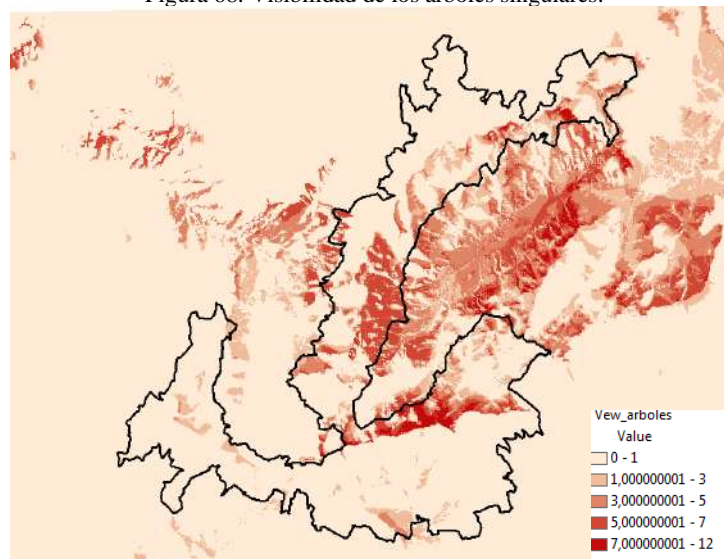 Figura 68. Visibilidad de los árboles singulares.
Vew_arboles
Value
0 - 1
1,000000001 - 3
3,000000001 - 5
5,000000001 - 7
7,000000001 - 12